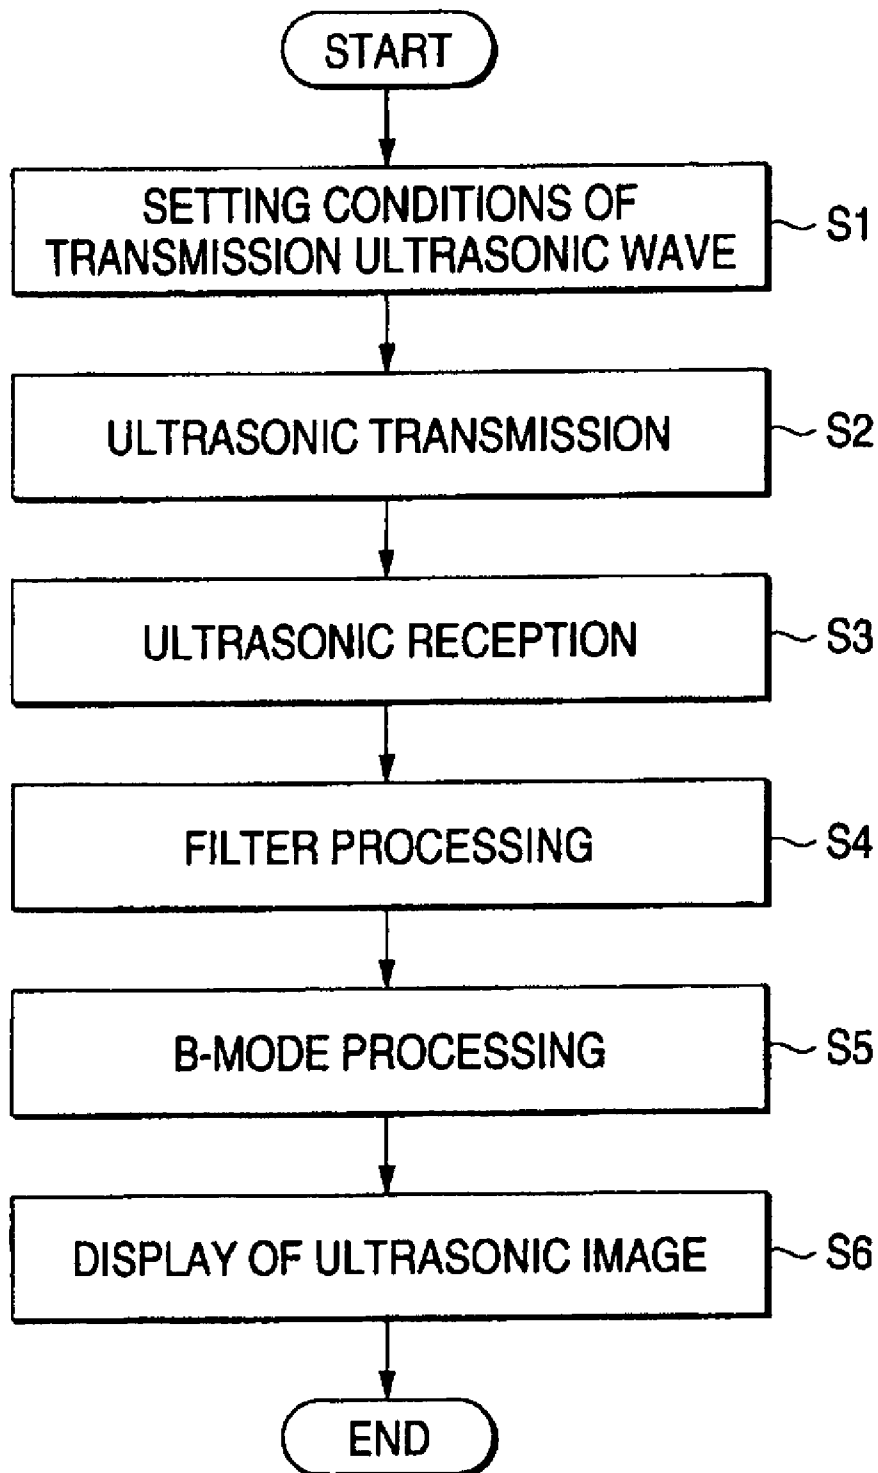 START
SETTING CONDITIONS OF
TRANSMISSION ULTRASONIC WAVE
S1
ULTRASONIC TRANSMISSION
S2
ULTRASONIC RECEPTION
S3
FILTER PROCESSING
S4
B-MODE PROCESSING
S5
DISPLAY OF ULTRASONIC IMAGE
S6
END